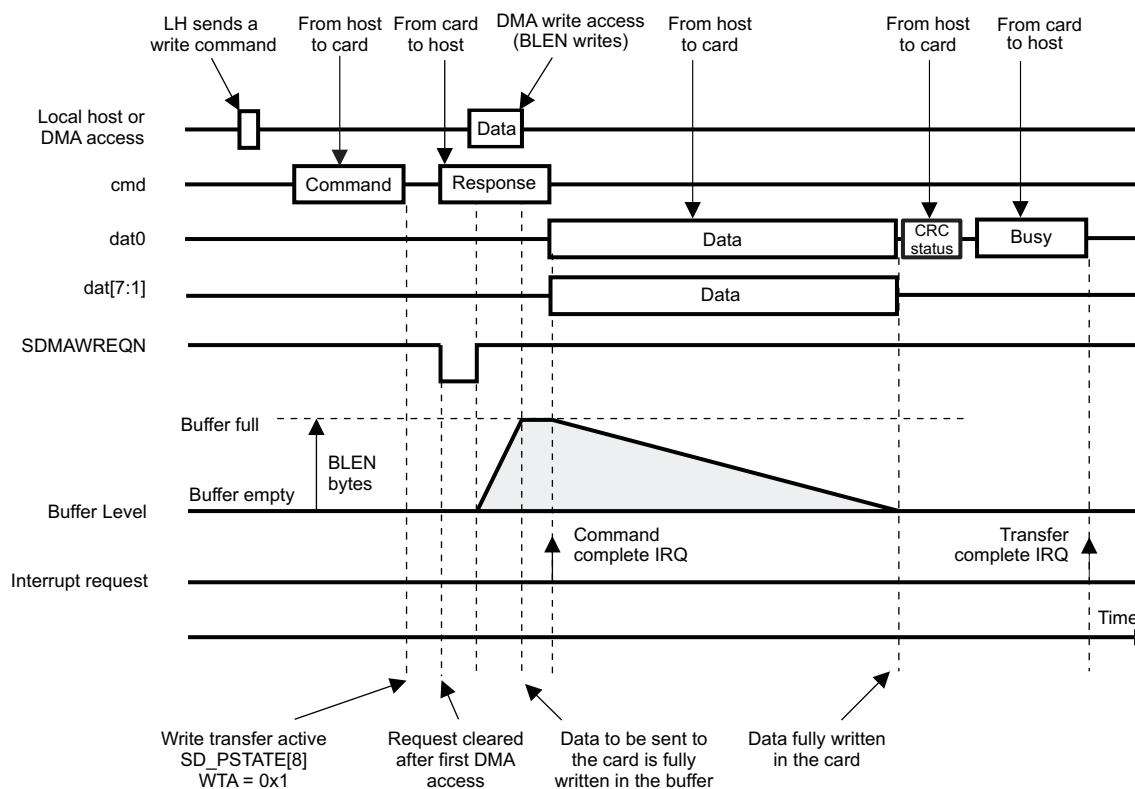 LH sends a
write command
From host
to card
From card
to host
DMA write access
(BLEN writes)
From host
to card
From host
to card
From card
to host
Local host or
DMA access
Data
cmd
Command
Response
dat0
Data
CRC
status
Busy
dat[7:1]
Data
SDMAWREQN
Buffer full
BLEN
bytes
Buffer empty
Buffer Level
Command
complete IRQ
Transfer
complete IRQ
Interrupt request
Time
Write transfer active
SD_PSTATE[8]
WTA = 0x1
Request cleared
after first DMA
access
Data to be sent to
the card is fully
written in the buffer
Data fully written
in the card